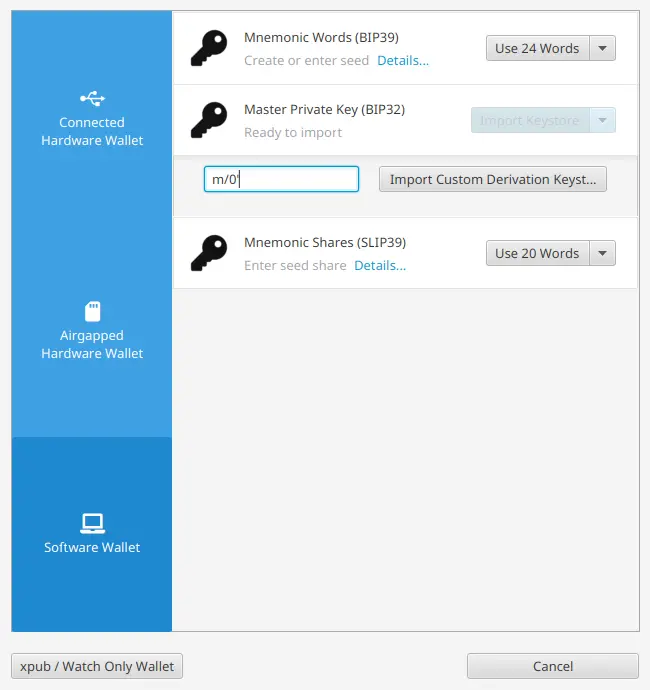 Connected
Hardware Wallet
Airgapped
Hardware Wallet
Software Wallet
Mnemonic Words (BIP39)
Create or enter seed Details...
Use 24 Words
Master Private Key (BIP32)
Ready to import
Import Keystore
m/0'
Import Custom Derivation Keyst...
Mnemonic Shares (SLIP39)
Enter seed share Details...
Use 20 Words
xpub / Watch Only Wallet
Cancel